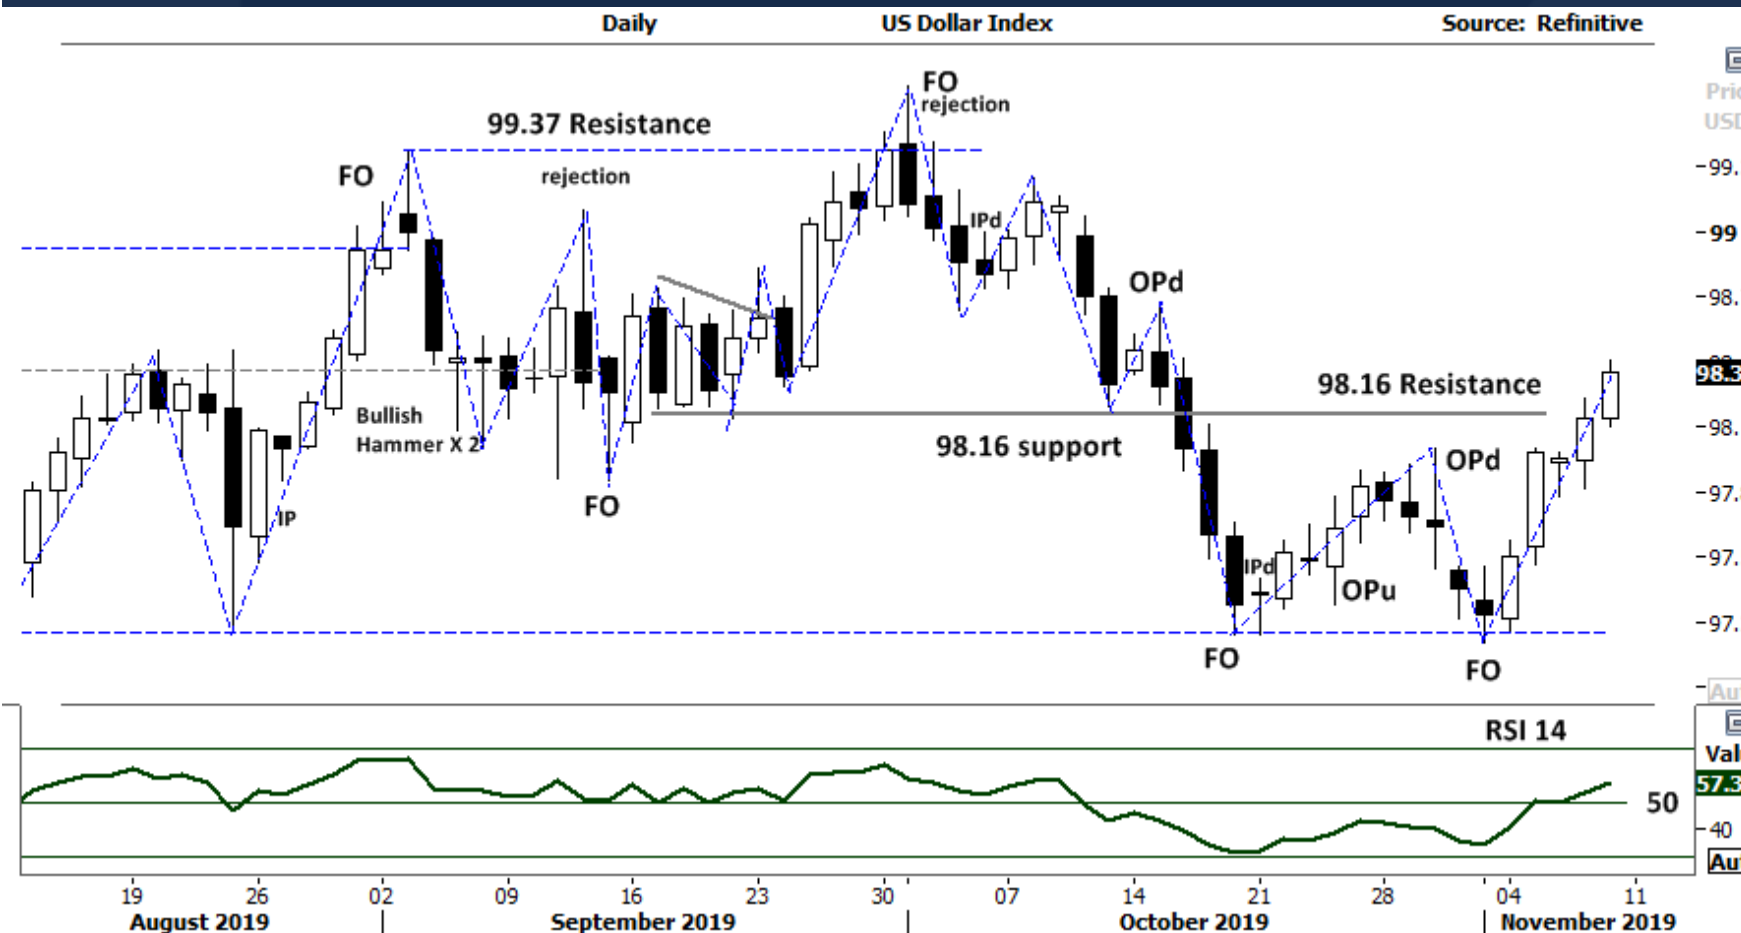 Daily US Dollar Index Source: Refinitive
FO
rejection
99.37 Resistance
FO
rejection
IPd
99
OPd
98.16 Resistance
Bullish
Hammer X 2
98.16 support
OPd
FO
IP
IPd
OPu
FO
FO
RSI 14
50
40
19 26 02 09 16 23 30 07 14 21 28 04 11
August 2019 September 2019 October 2019 November 2019